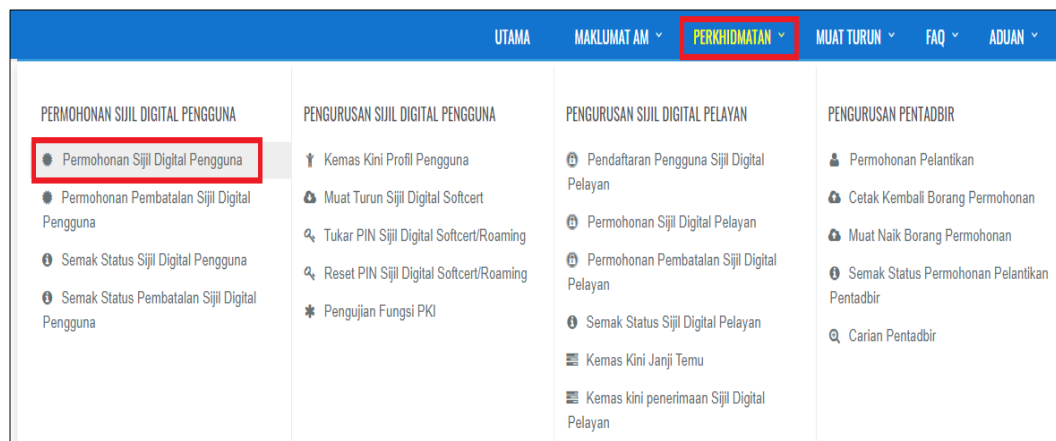 UTAMA MAKLUMAT AM PERKHIDMATAN MUAT TURUN FAQ ADUAN
PERMOHONAN SIJIL DIGITAL PENGGUNA
Permohonan Sijil Digital Pengguna
Permohonan Pembatalan Sijil Digital
Pengguna
Semak Status Sijil Digital Pengguna
Semak Status Pembatalan Sijil Digital
Pengguna
PENGURUSAN SIJIL DIGITAL PENGGUNA
Kemas Kini Profil Pengguna
Muat Turun Sijil Digital Softcert
Tukar PIN Sijil Digital Softcert/Roaming
Reset PIN Sijil Digital Softcert/Roaming
Pengujian Fungsi PKI
PENGURUSAN SIJIL DIGITAL PELAYAN
Pendaftaran Pengguna Sijil Digital
Pelayan
Permohonan Sijil Digital Pelayan
Permohonan Pembatalan Sijil Digital
Pelayan
Semak Status Sijil Digital Pelayan
Kemas Kini Janji Temu
Kemas kini penerimaan Sijil Digital
Pelayan
PENGURUSAN PENTADBIR
Permohonan Pelantikan
Cetak Kembali Borang Permohonan
Muat Naik Borang Permohonan
Semak Status Permohonan Pelantikan
Pentadbir
Carian Pentadbir